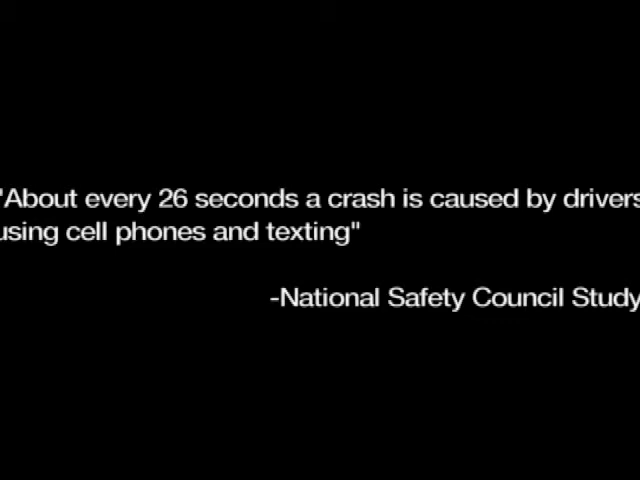 "About every 26 seconds a crash is caused by drivers
using cell phones and texting"
-National Safety Council Study